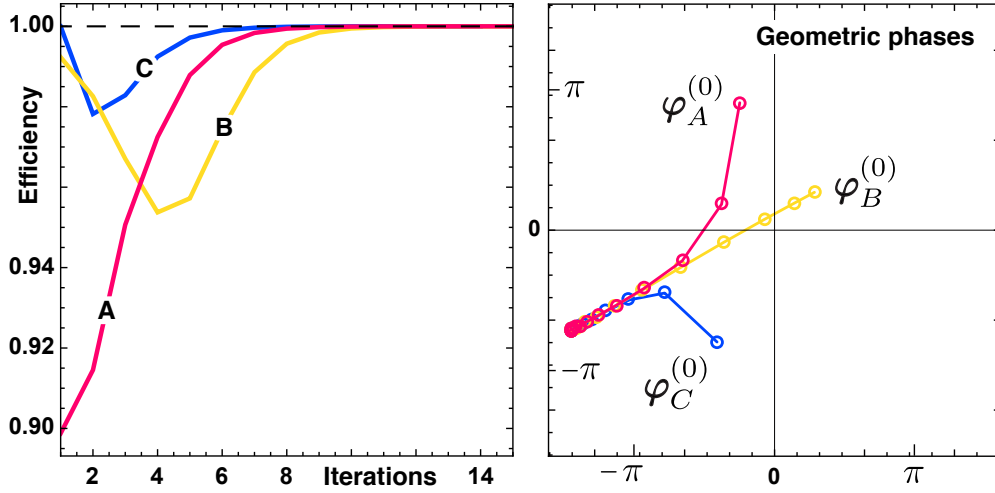 1.00
0.94
0.92
0.90
Efficiency
A
B
C
2 4 6 8 Iterations 14
Geometric phases
π
0
−π
φ_A^(0)
φ_B^(0)
φ_C^(0)
−π 0 π